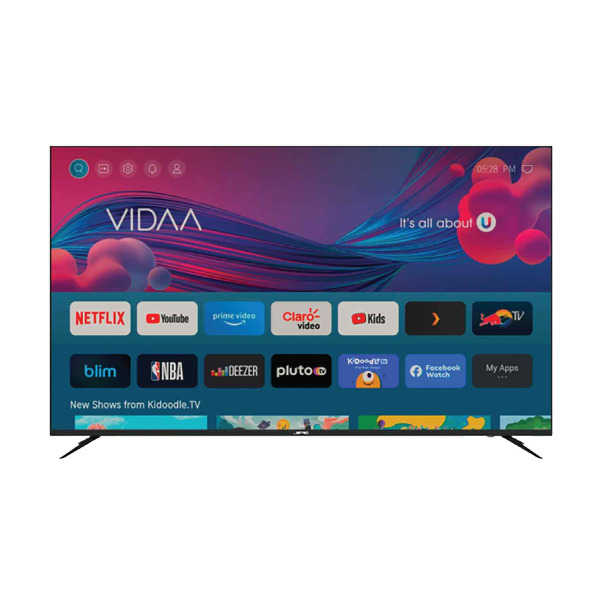 05:28 PM
VIDAA
It's all about U
NETFLIX
YouTube
prime video
Claro-
video
Kids
TV
blim
NBA
DEEZER
pluto tv
Kidoodle.TV
Facebook
Watch
My Apps
New Shows from Kidoodle.TV